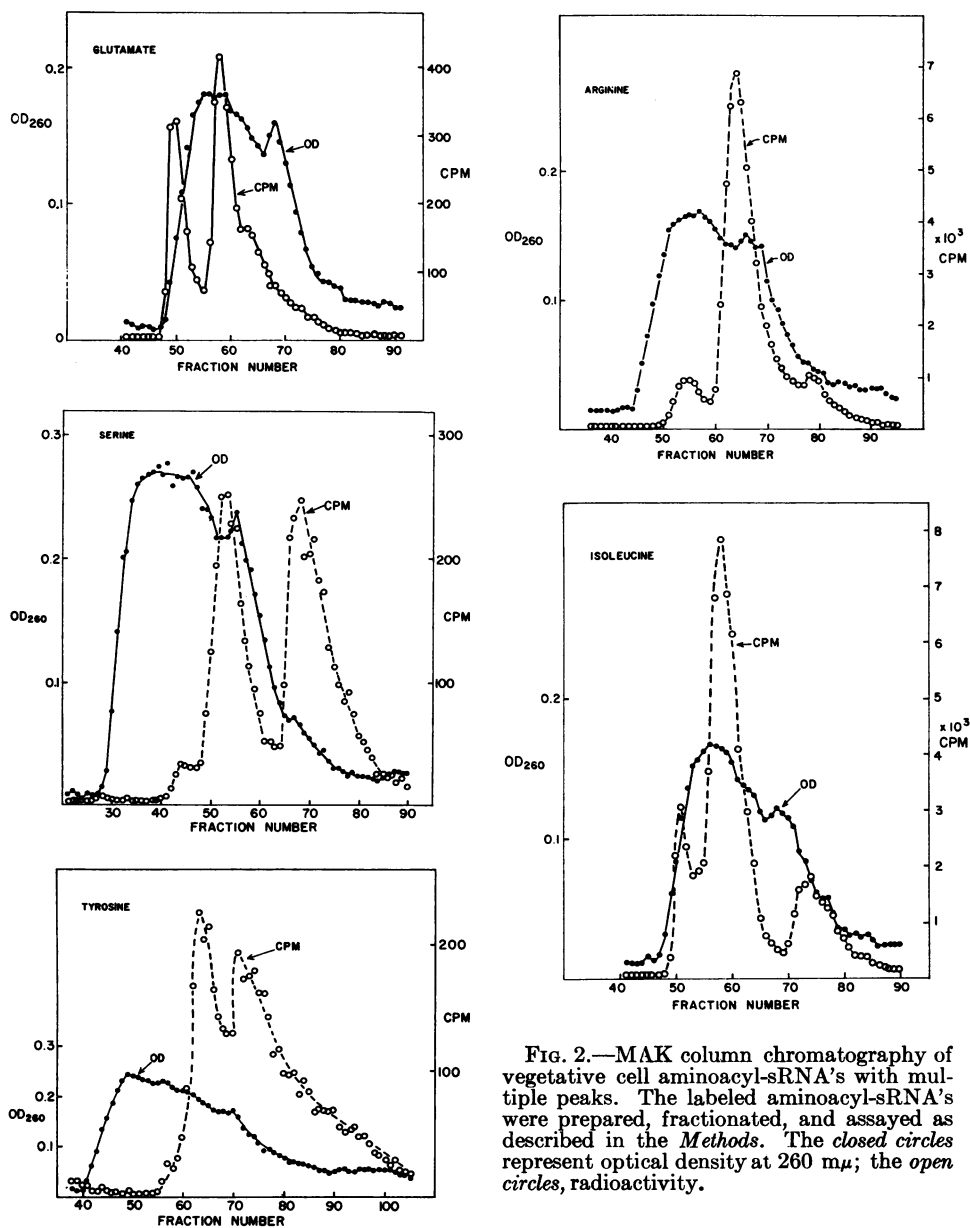 GLUTAMATE
0.2
0.1
0
OD260
400
300
200
100
CPM
OD
CPM
40 50 60 70 80 90
FRACTION NUMBER
ARGININE
0.2
0.1
OD260
7
6
5
4
3
2
1
x10³
CPM
CPM
OD
40 50 60 70 80 90
FRACTION NUMBER
SERINE
0.3
0.2
0.1
OD260
300
200
100
CPM
OD
CPM
30 40 50 60 70 80 90
FRACTION NUMBER
ISOLEUCINE
0.2
0.1
OD260
8
7
6
5
4
3
2
1
x10³
CPM
CPM
OD
40 50 60 70 80 90
FRACTION NUMBER
TYROSINE
0.3
0.2
0.1
OD260
200
100
CPM
CPM
OD
40 50 60 70 80 90 100
FRACTION NUMBER
FIG. 2.—MAK column chromatography of
vegetative cell aminoacyl-sRNA's with mul-
tiple peaks. The labeled aminoacyl-sRNA's
were prepared, fractionated, and assayed as
described in the Methods. The closed circles
represent optical density at 260 mμ; the open
circles, radioactivity.